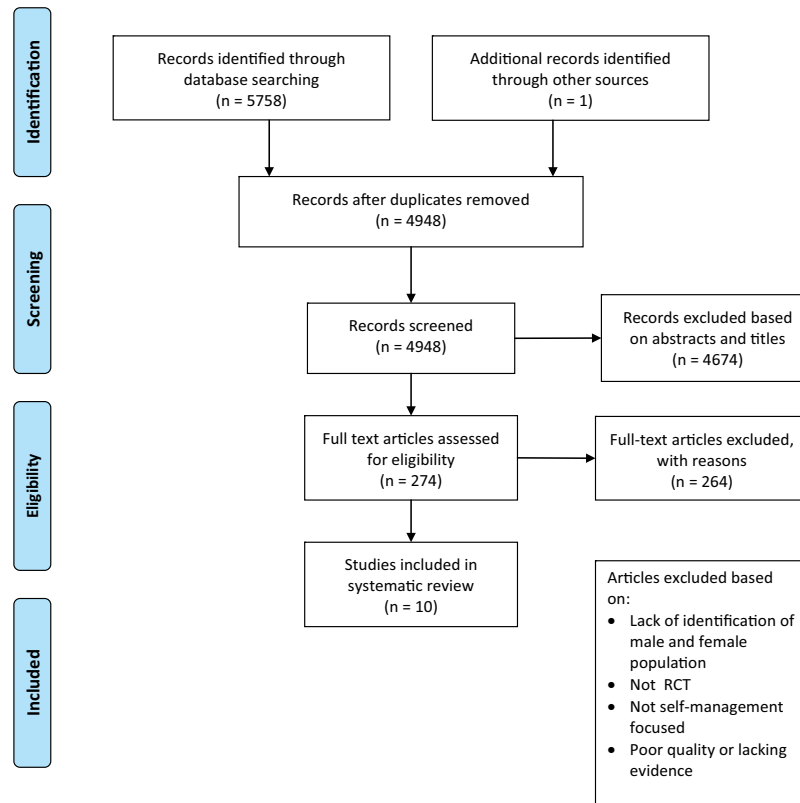 Identification
Records identified through
database searching
(n = 5758)
Additional records identified
through other sources
(n = 1)
Records after duplicates removed
(n = 4948)
Screening
Records screened
(n = 4948)
Records excluded based
on abstracts and titles
(n = 4674)
Eligibility
Full text articles assessed
for eligibility
(n = 274)
Full-text articles excluded,
with reasons
(n = 264)
Studies included in
systematic review
(n = 10)
Included
Articles excluded based
on:
• Lack of identification of
male and female
population
• Not RCT
• Not self-management
focused
• Poor quality or lacking
evidence